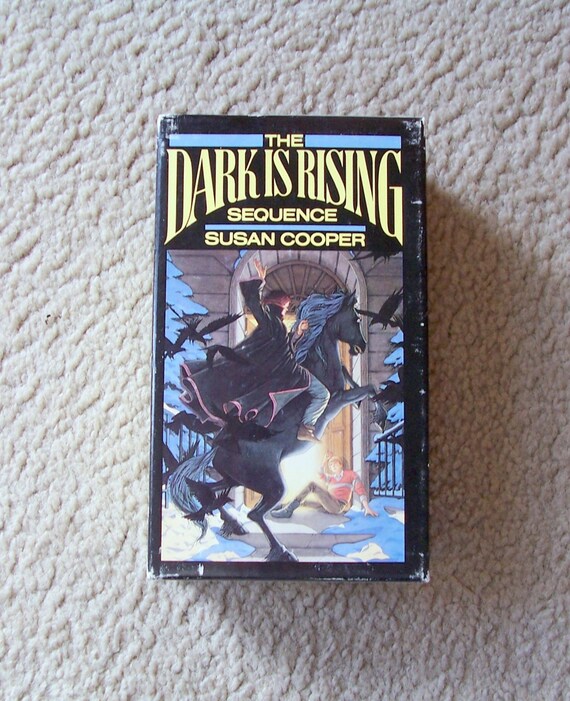 THE
DARK IS RISING
SEQUENCE
SUSAN COOPER